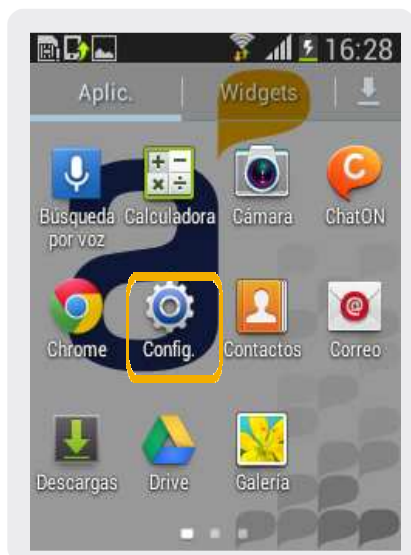 16:28
Aplic. Widgets
Búsqueda por voz Calculadora Cámara ChatON
Chrome Config. Contactos Correo
Descargas Drive Galería